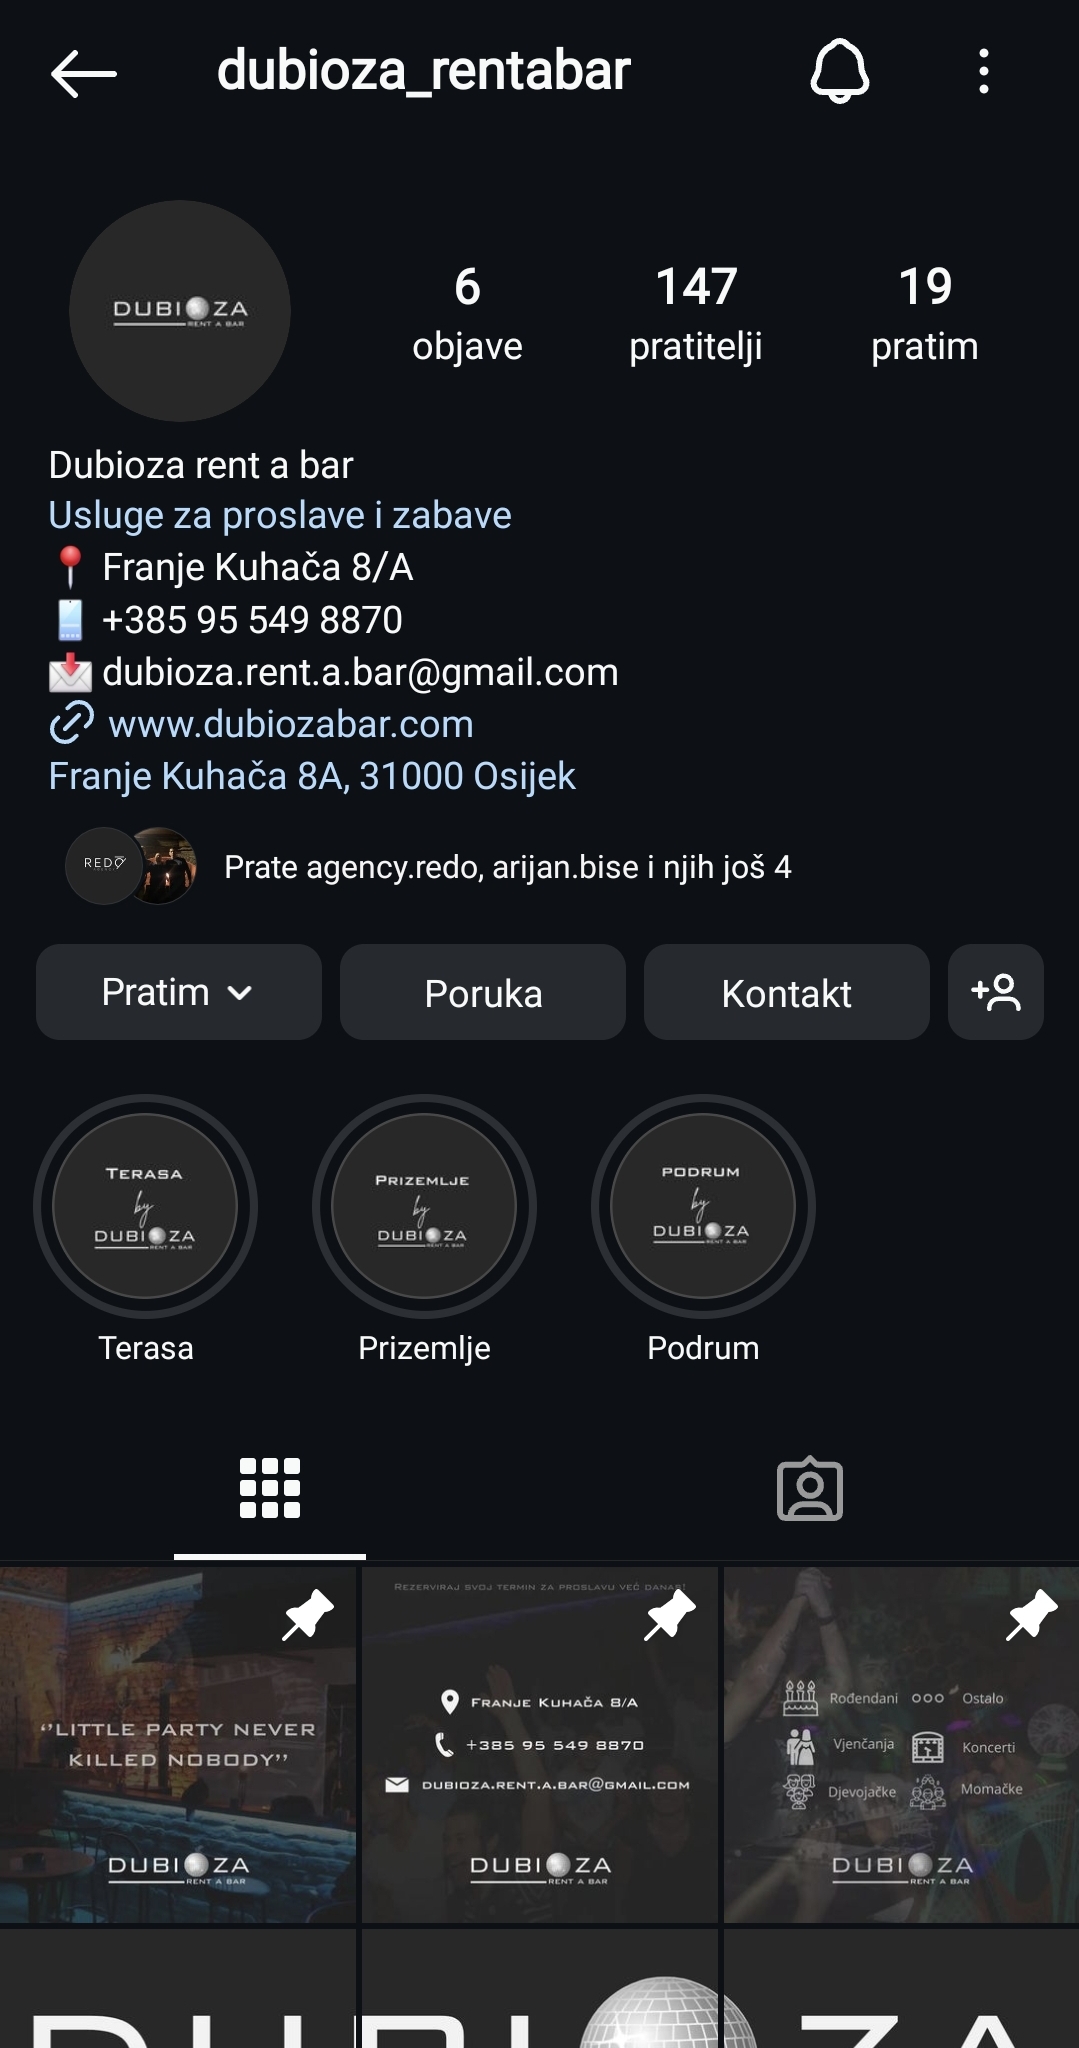 dubioza_rentabar
DUBIOZA
RENT A BAR
6
objave
147
pratitelji
19
pratim
Dubioza rent a bar
Usluge za proslave i zabave
Franje Kuhača 8/A
+385 95 549 8870
dubioza.rent.a.bar@gmail.com
www.dubiozabar.com
Franje Kuhača 8A, 31000 Osijek
REDO
Prate agency.redo, arijan.bise i njih još 4
Pratim
Poruka
Kontakt
TERASA
by
DUBIOZA
RENT A BAR
PRIZEMLJE
by
DUBIOZA
RENT A BAR
PODRUM
by
DUBIOZA
RENT A BAR
Terasa
Prizemlje
Podrum
‘’LITTLE PARTY NEVER
KILLED NOBODY’’
DUBIOZA
RENT A BAR
REZERVIRAJ SVOJ TERMIN ZA PROSLAVU VEĆ DANAS!
FRANJE KUHAČA 8/A
+385 95 549 8870
DUBIOZA.RENT.A.BAR@GMAIL.COM
DUBIOZA
RENT A BAR
Rođendani
Ostalo
Vjenčanja
Koncerti
Djevojačke
Momačke
DUBIOZA
RENT A BAR
DUBIOZA